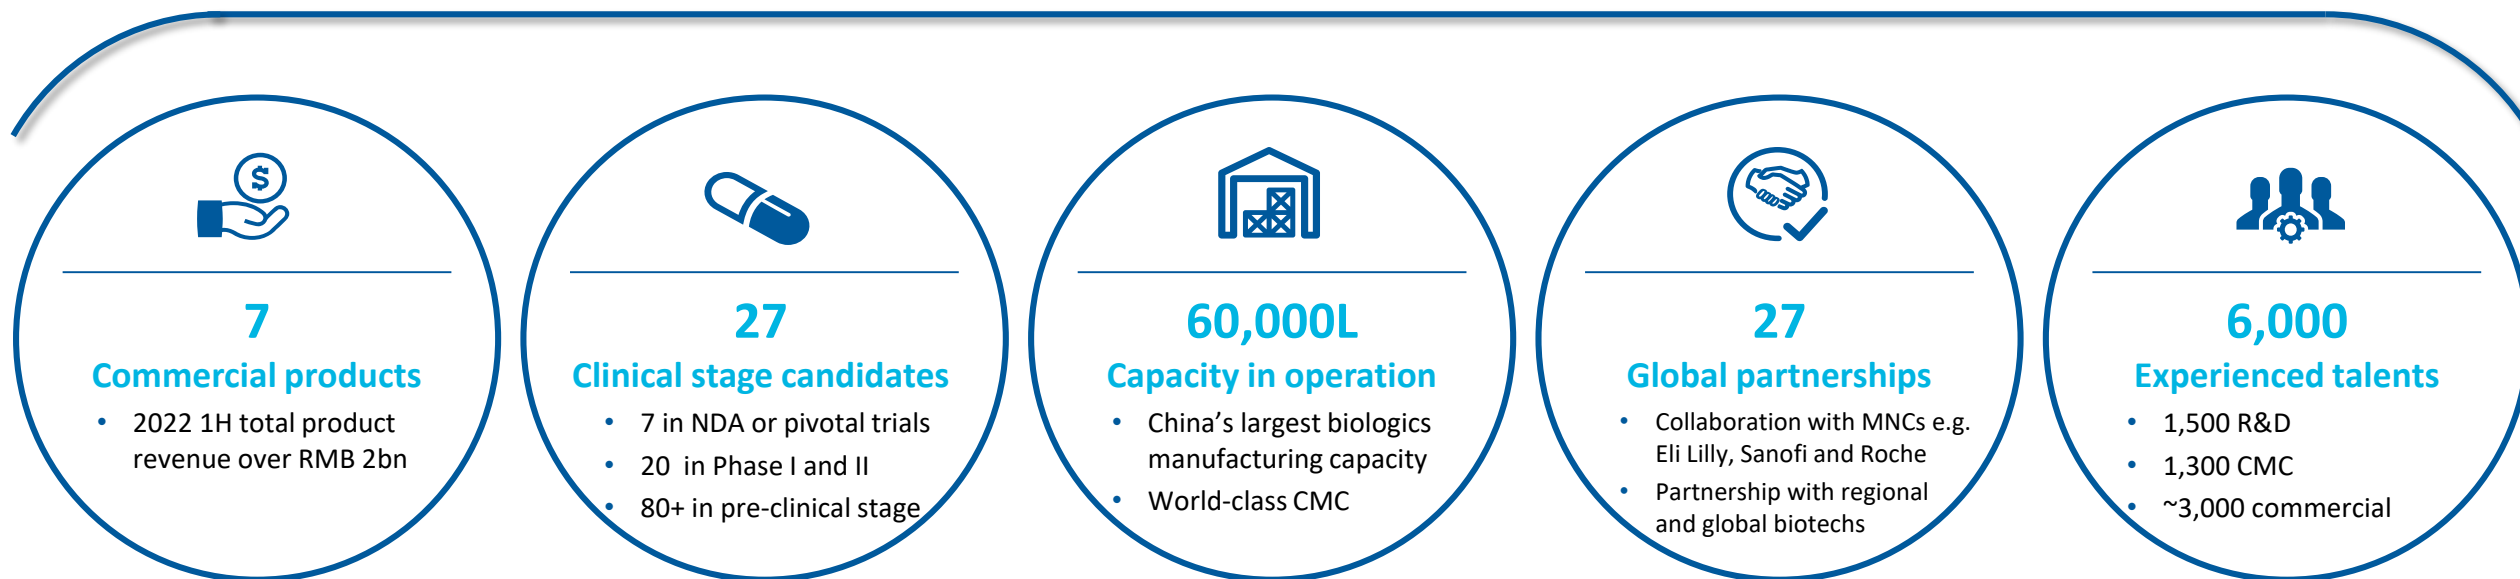 $
7
Commercial products
• 2022 1H total product
revenue over RMB 2bn
27
Clinical stage candidates
• 7 in NDA or pivotal trials
• 20 in Phase I and II
• 80+ in pre-clinical stage
60,000L
Capacity in operation
• China’s largest biologics
manufacturing capacity
• World-class CMC
27
Global partnerships
• Collaboration with MNCs e.g.
Eli Lilly, Sanofi and Roche
• Partnership with regional
and global biotechs
6,000
Experienced talents
• 1,500 R&D
• 1,300 CMC
• ~3,000 commercial